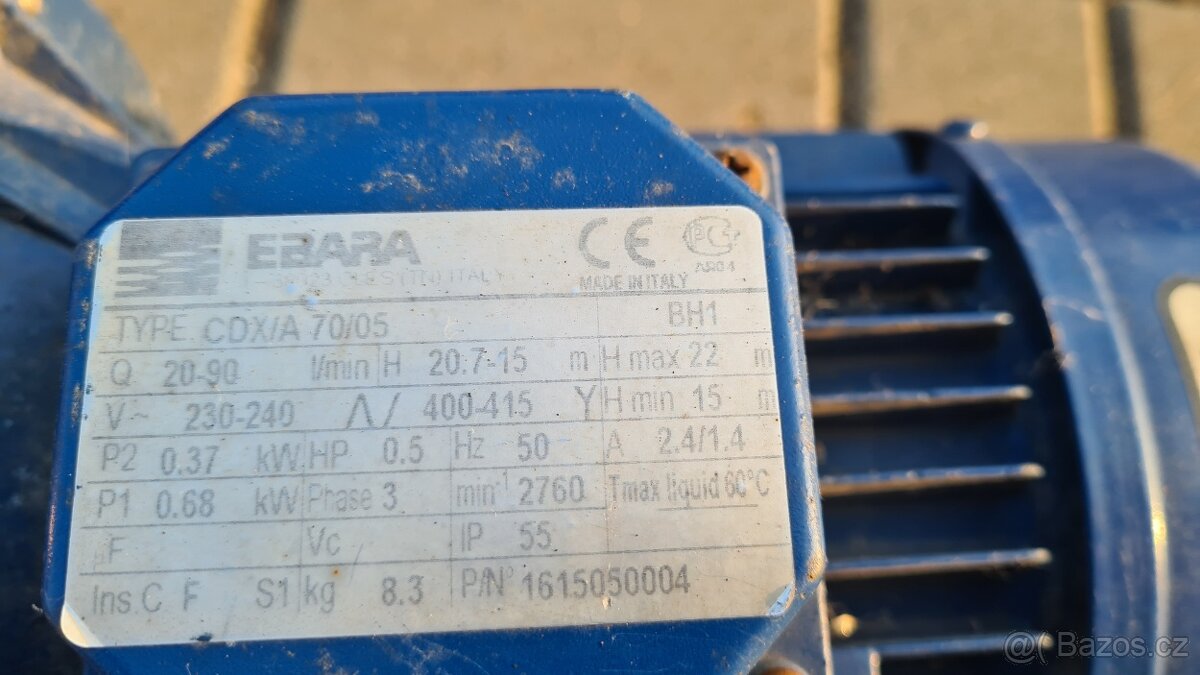 EBARA CE PC
MADE IN ITALY
TYPE CDX/A 70/05 BH1
Q 20-90 l/min H 20.7-15 m H max 22 m
V~ 230-240 Δ / 400-415 Y H min 15 m
P2 0.37 kW HP 0.5 Hz 50 A 2.4/1.4
P1 0.68 kW Phase 3 min-1 2760 Tmax liquid 60°C
µF Vc IP 55
Ins.C F S1 kg 8.3 P/N° 1615050004
Bazos.cz